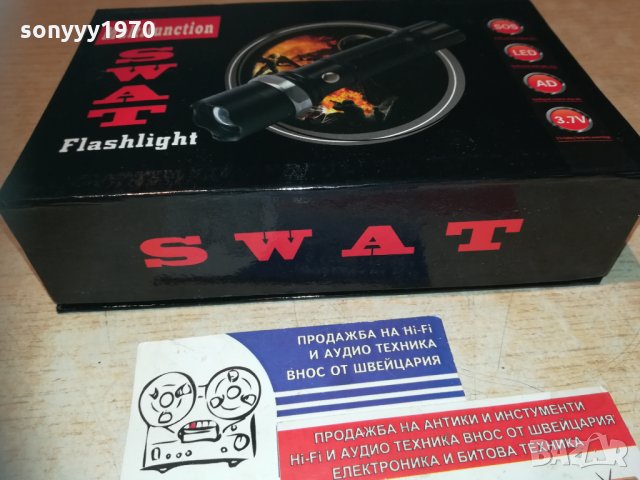 sonyyy1970
unction
SWAT
Flashlight
SOS
LED
AD
3.7V
SWAT
ПРОДАЖБА НА Hi-Fi
И АУДИО ТЕХНИКА
ВНОС ОТ ШВЕЙЦАРИЯ
ПРОДАЖБА НА АНТИКИ И ИНСТУМЕНТИ
Hi-Fi И АУДИО ТЕХНИКА ВНОС ОТ ШВЕЙЦАРИЯ
ЕЛЕКТРОНИКА И БИТОВА ТЕХНИКА
BAZAR